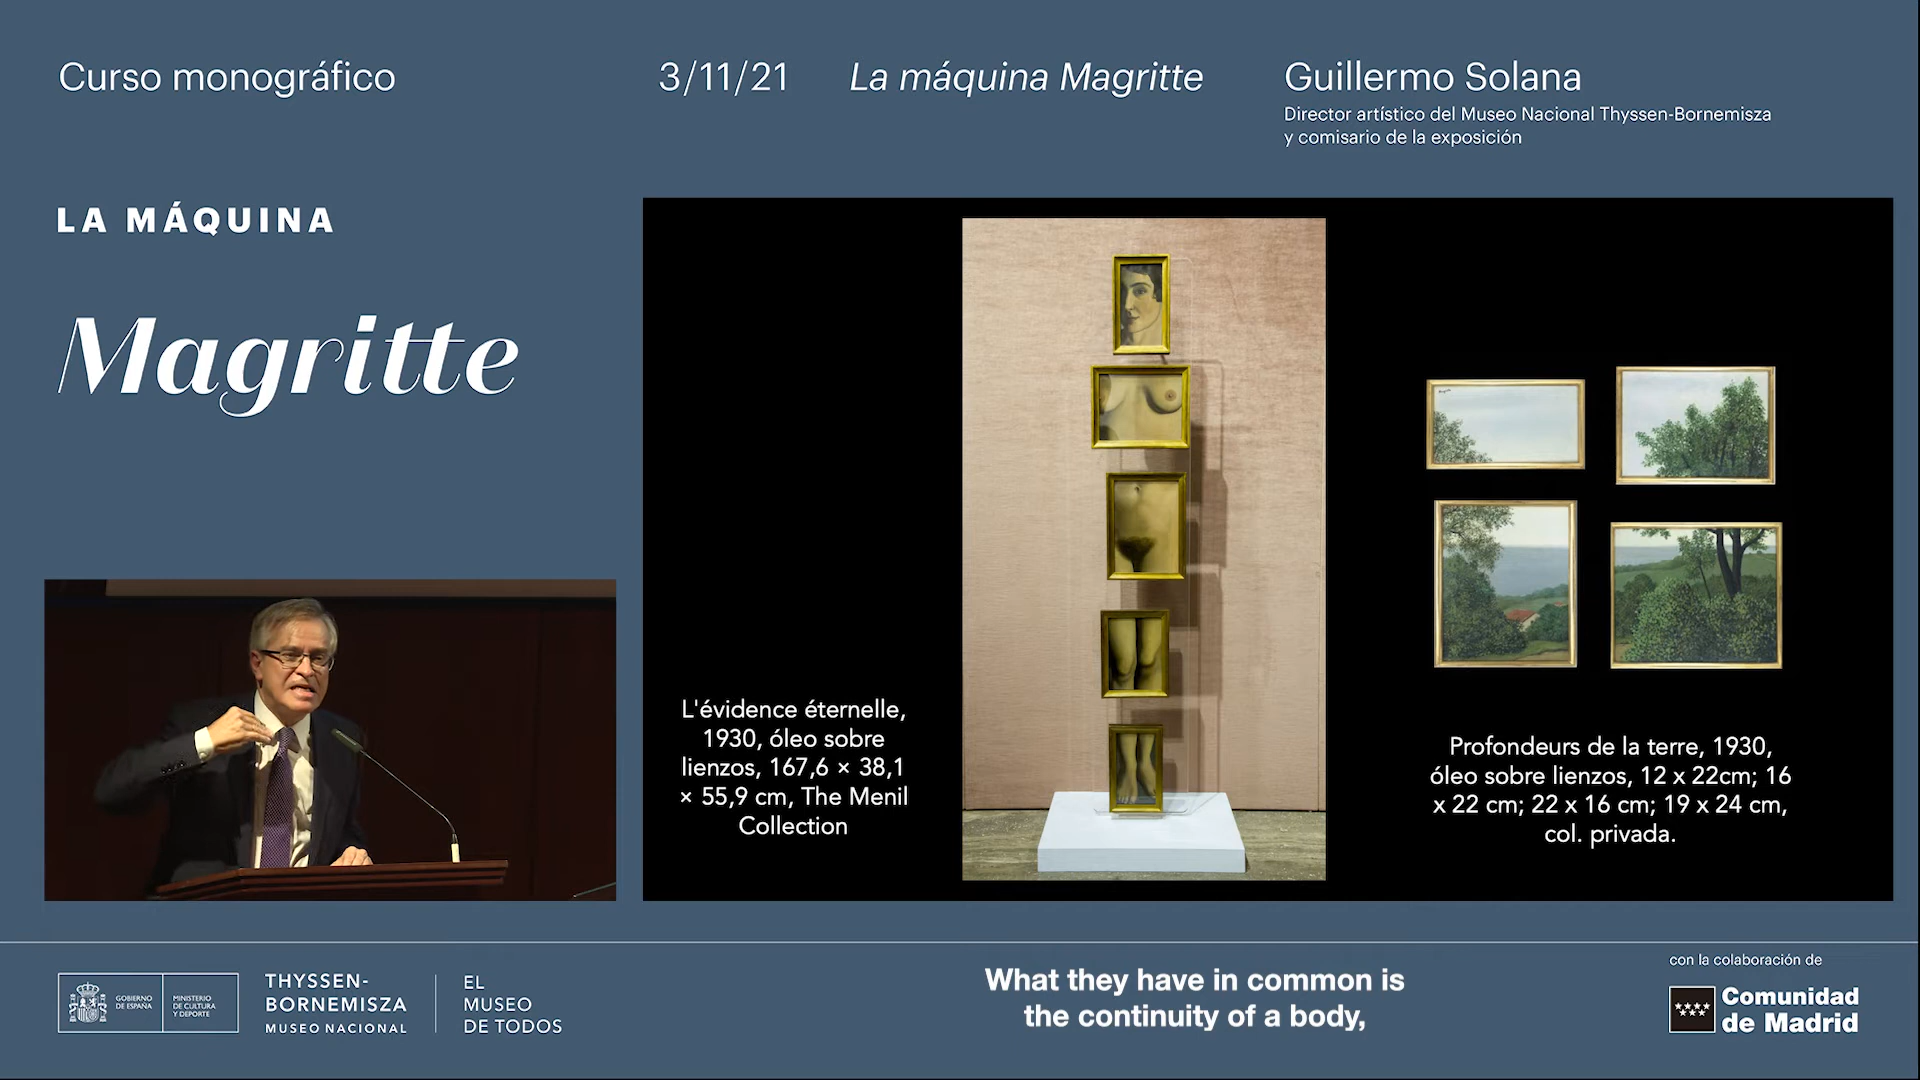 Curso monográfico
3/11/21
La máquina Magritte
Guillermo Solana
Director artístico del Museo Nacional Thyssen-Bornemisza
y comisario de la exposición
LA MÁQUINA
Magritte
L'évidence éternelle,
1930, óleo sobre
lienzos, 167,6 × 38,1
× 55,9 cm, The Menil
Collection
Profondeurs de la terre, 1930,
óleo sobre lienzos, 12 x 22cm; 16
x 22 cm; 22 x 16 cm; 19 x 24 cm,
col. privada.
GOBIERNO
DE ESPAÑA
MINISTERIO
DE CULTURA
Y DEPORTE
THYSSEN-
BORNEMISZA
MUSEO NACIONAL
EL
MUSEO
DE TODOS
What they have in common is
the continuity of a body,
con la colaboración de
Comunidad
de Madrid